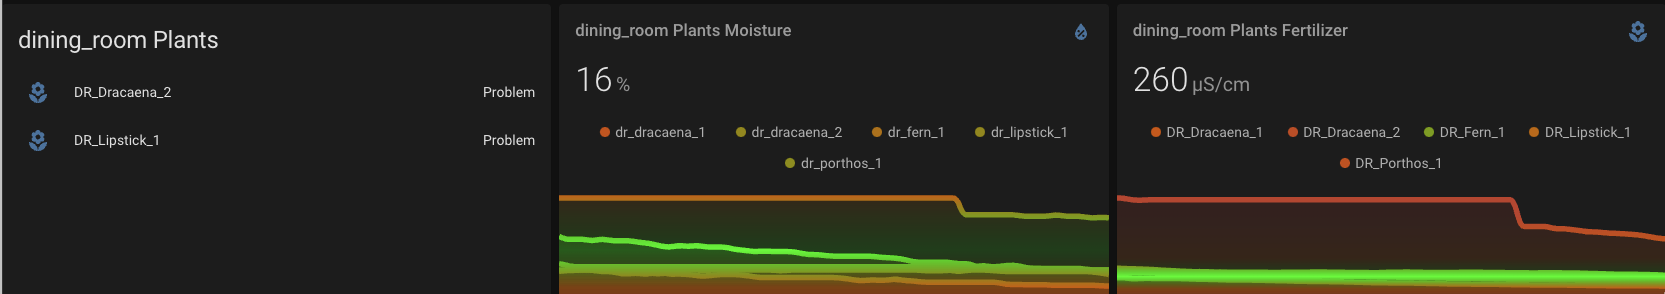 dining_room Plants
DR_Dracaena_2 Problem
DR_Lipstick_1 Problem
dining_room Plants Moisture
16 %
dr_dracaena_1 dr_dracaena_2 dr_fern_1 dr_lipstick_1
dr_porthos_1
dining_room Plants Fertilizer
260 µS/cm
DR_Dracaena_1 DR_Dracaena_2 DR_Fern_1 DR_Lipstick_1
DR_Porthos_1